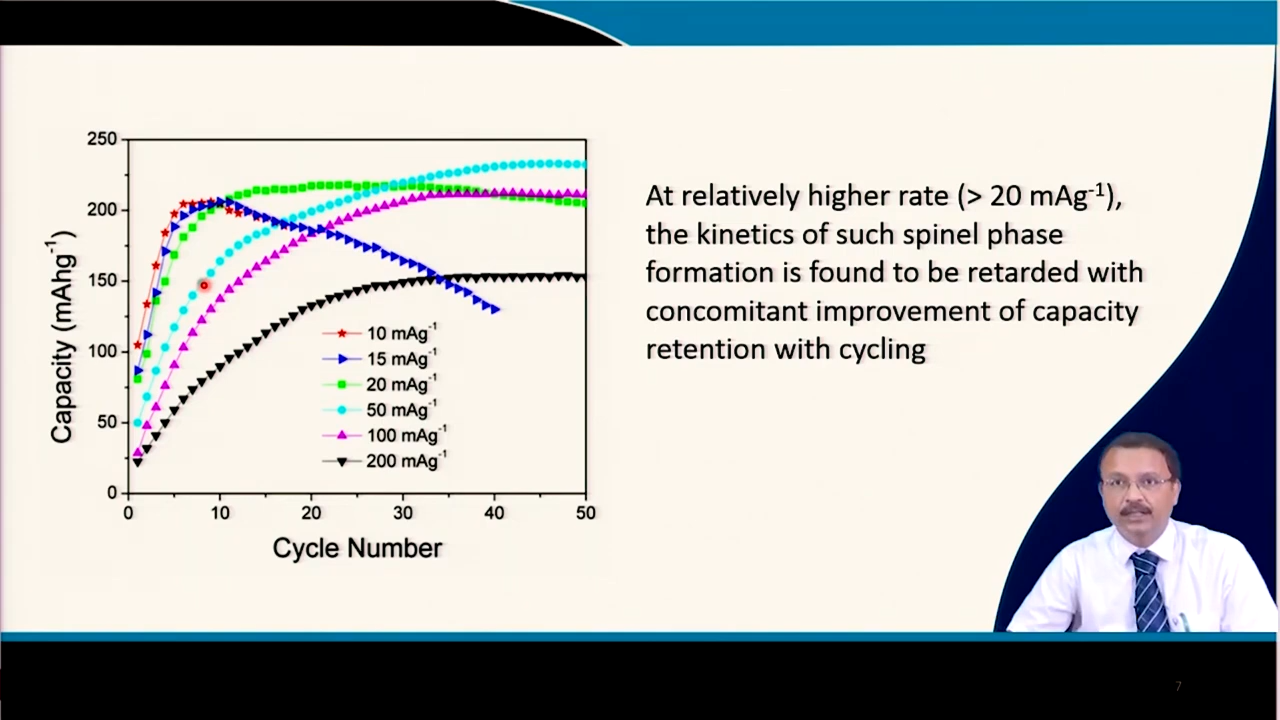 At relatively higher rate (> 20 mAg⁻¹),
the kinetics of such spinel phase
formation is found to be retarded with
concomitant improvement of capacity
retention with cycling
Capacity (mAhg⁻¹)
250
200
150
100
50
0
10 mAg⁻¹
15 mAg⁻¹
20 mAg⁻¹
50 mAg⁻¹
100 mAg⁻¹
200 mAg⁻¹
0 10 20 30 40 50
Cycle Number
7